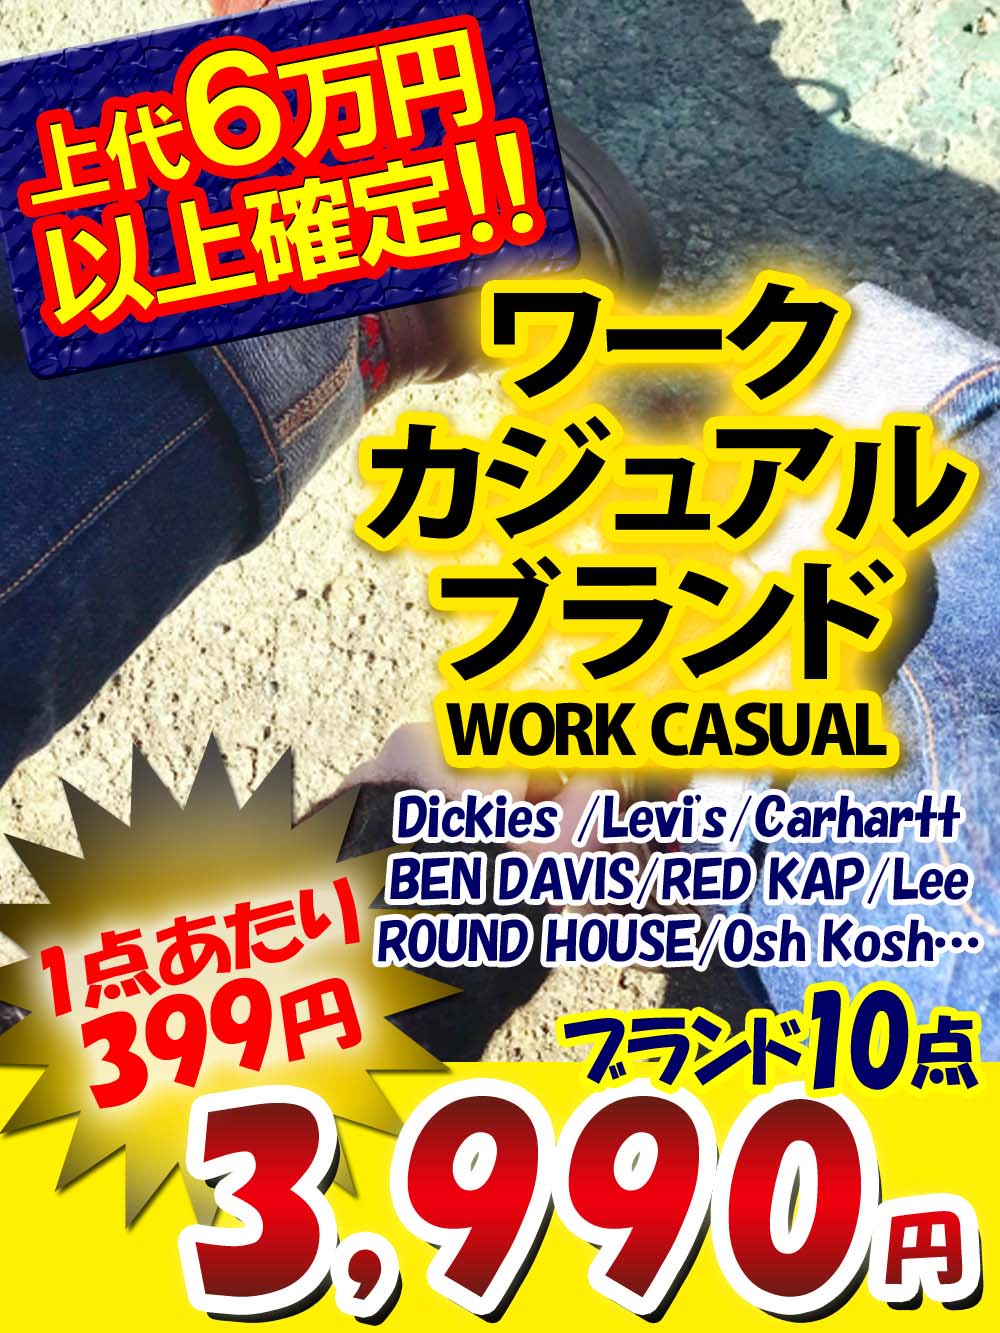 上代6万円
以上確定!!
ワーク
カジュアル
ブランド
WORK CASUAL
Dickies /Levi's/Carhartt
BEN DAVIS/RED KAP/Lee
ROUND HOUSE/Osh Kosh…
1点あたり
399円
ブランド10点
3,990円